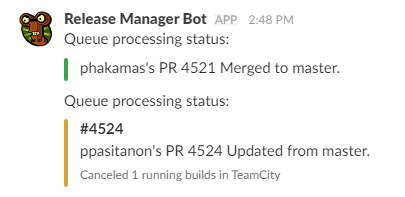 Release Manager Bot APP 2:48 PM
Queue processing status:
phakamas's PR 4521 Merged to master.
Queue processing status:
#4524
ppasitanon's PR 4524 Updated from master.
Canceled 1 running builds in TeamCity